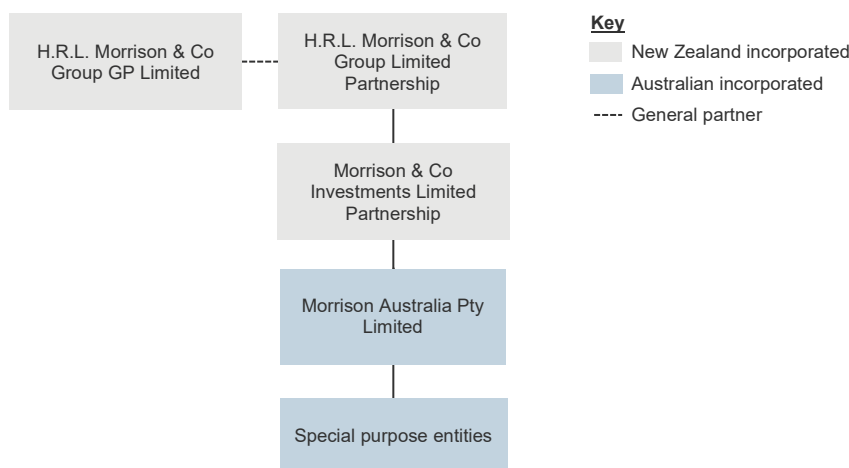 H.R.L. Morrison & Co
Group GP Limited
H.R.L. Morrison & Co
Group Limited
Partnership
Key
New Zealand incorporated
Australian incorporated
General partner
Morrison & Co
Investments Limited
Partnership
Morrison Australia Pty
Limited
Special purpose entities